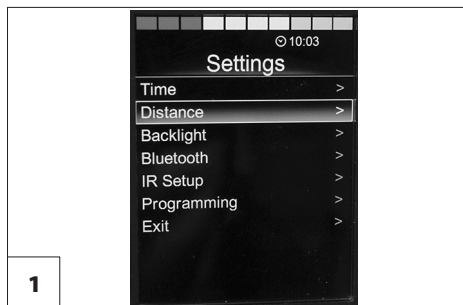 10:03
Settings
Time >
Distance >
Backlight >
Bluetooth >
IR Setup >
Programming >
Exit >
1